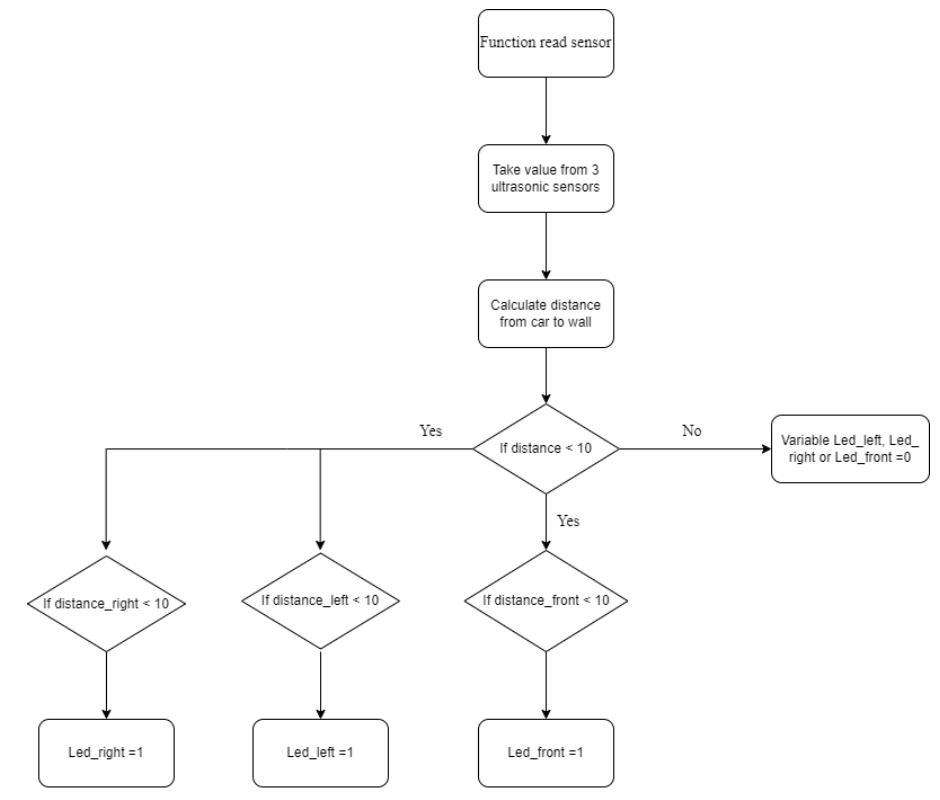 Function read sensor
Take value from 3
ultrasonic sensors
Calculate distance
from car to wall
If distance < 10
Yes
No
Variable Led_left, Led_
right or Led_front =0
Yes
If distance_right < 10
If distance_left < 10
If distance_front < 10
Led_right =1
Led_left =1
Led_front =1